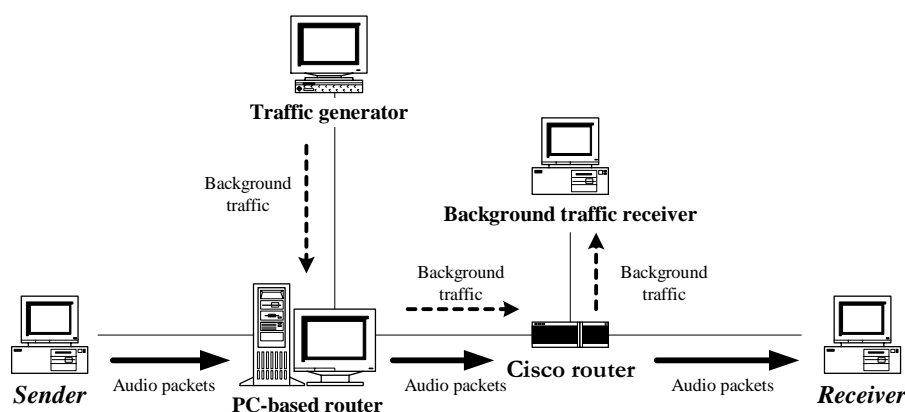 Traffic generator
Background
traffic
Background traffic receiver
Background
traffic
Background
traffic
Sender
Audio packets
PC-based router
Audio packets
Cisco router
Audio packets
Receiver